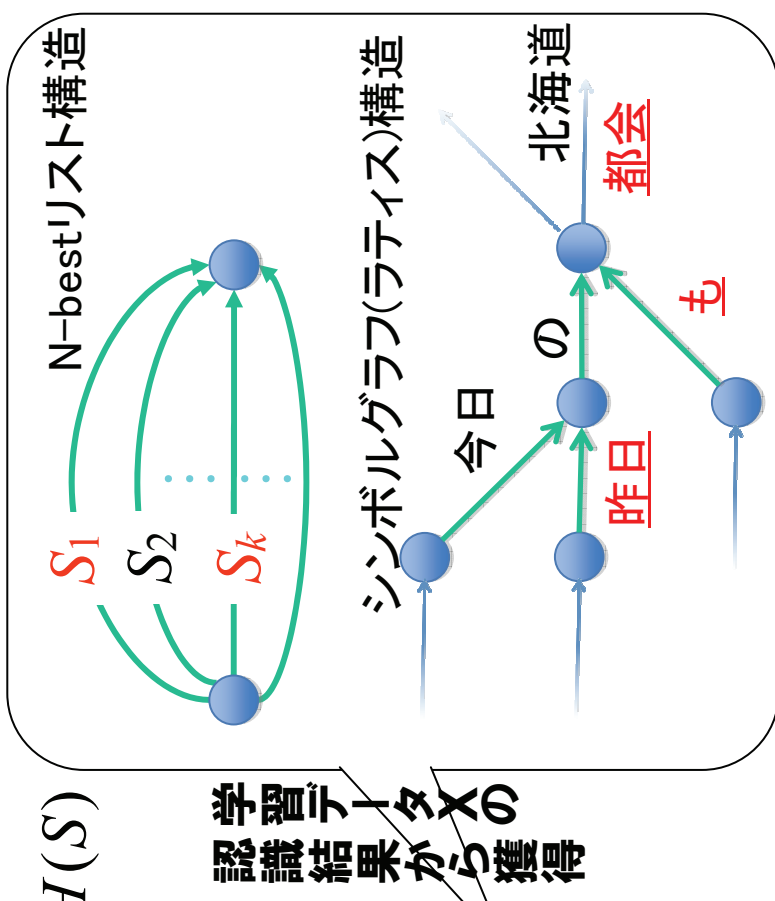 N-bestリスト構造
S1
S2
Sk
シンボルグラフ(ラティス)構造
今日
の
北海道
昨日
も
都会
H(S)
学習データXの
認識結果から獲得